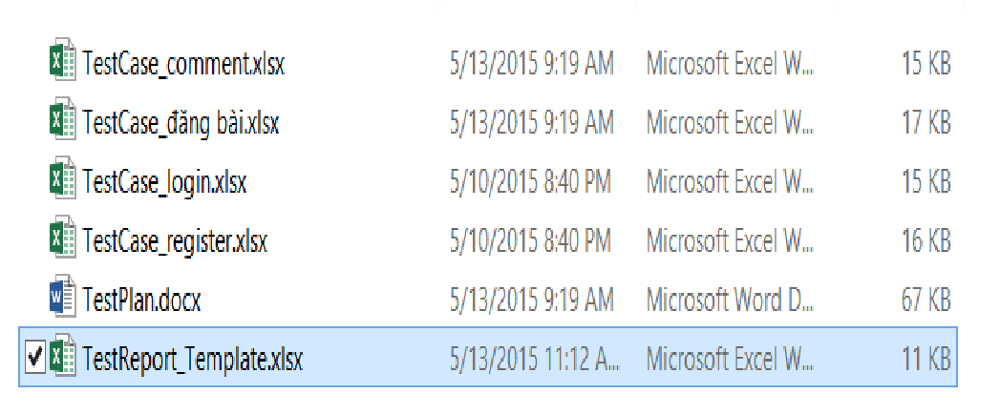 TestCase_comment.xlsx 5/13/2015 9:19 AM Microsoft Excel W... 15 KB
TestCase_đăng bài.xlsx 5/13/2015 9:19 AM Microsoft Excel W... 17 KB
TestCase_login.xlsx 5/10/2015 8:40 PM Microsoft Excel W... 15 KB
TestCase_register.xlsx 5/10/2015 8:40 PM Microsoft Excel W... 16 KB
TestPlan.docx 5/13/2015 9:19 AM Microsoft Word D... 67 KB
TestReport_Template.xlsx 5/13/2015 11:12 A... Microsoft Excel W... 11 KB